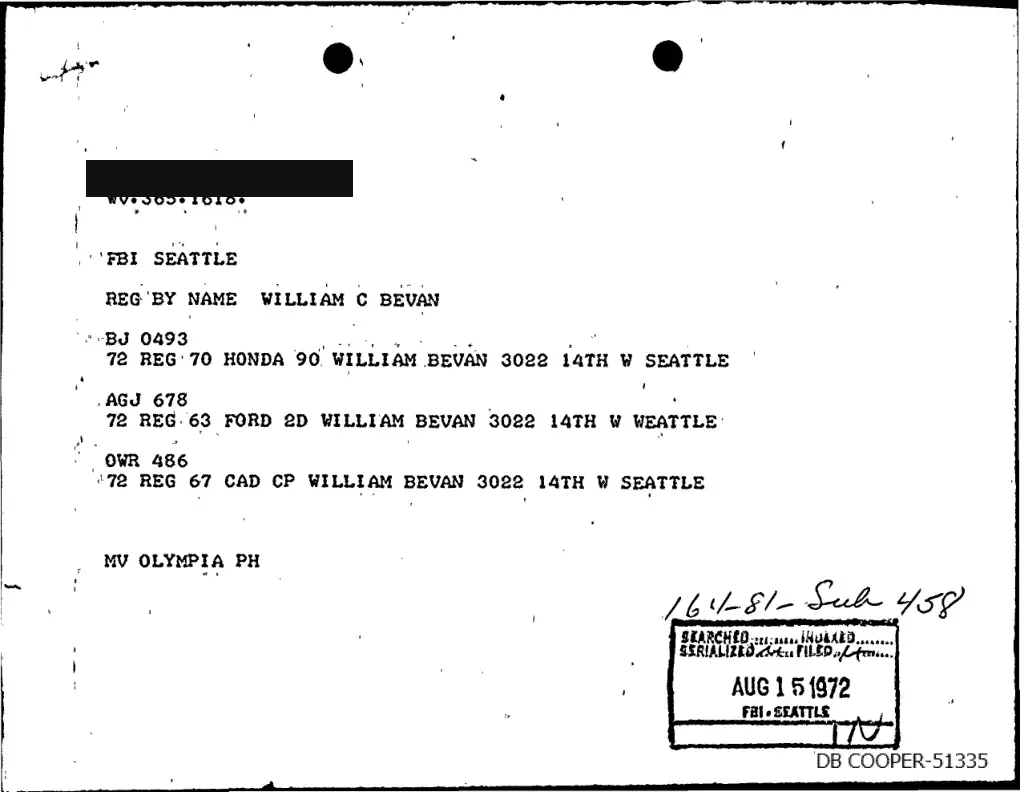 WV.365.1618.
FBI SEATTLE
REG BY NAME WILLIAM C BEVAN
BJ 0493
72 REG 70 HONDA 90 WILLIAM BEVAN 3022 14TH W SEATTLE
AGJ 678
72 REG 63 FORD 2D WILLIAM BEVAN 3022 14TH W WEATTLE
OWR 486
72 REG 67 CAD CP WILLIAM BEVAN 3022 14TH W SEATTLE
MV OLYMPIA PH
164-81- Sub 458
SEARCHED........INDEXED........
SERIALIZED FILED
AUG 15 1972
FBI - SEATTLE
DB COOPER-51335